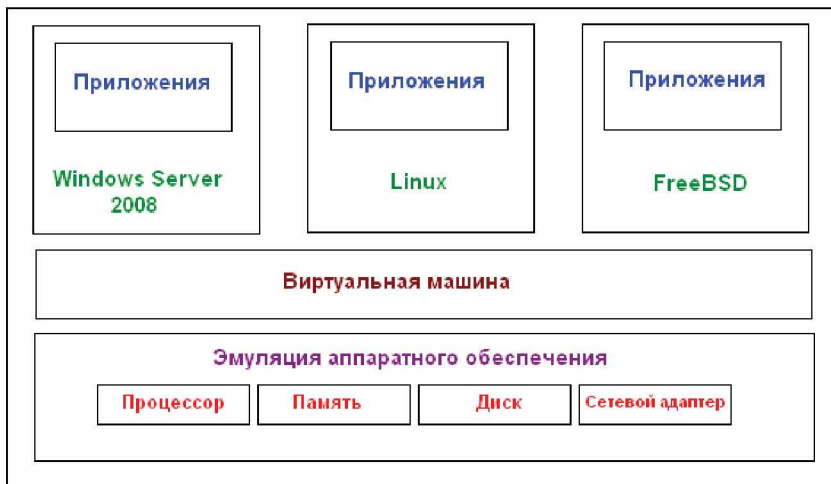 Приложения
Приложения
Приложения
Windows Server
2008
Linux
FreeBSD
Виртуальная машина
Эмуляция аппаратного обеспечения
Процессор
Память
Диск
Сетевой адаптер